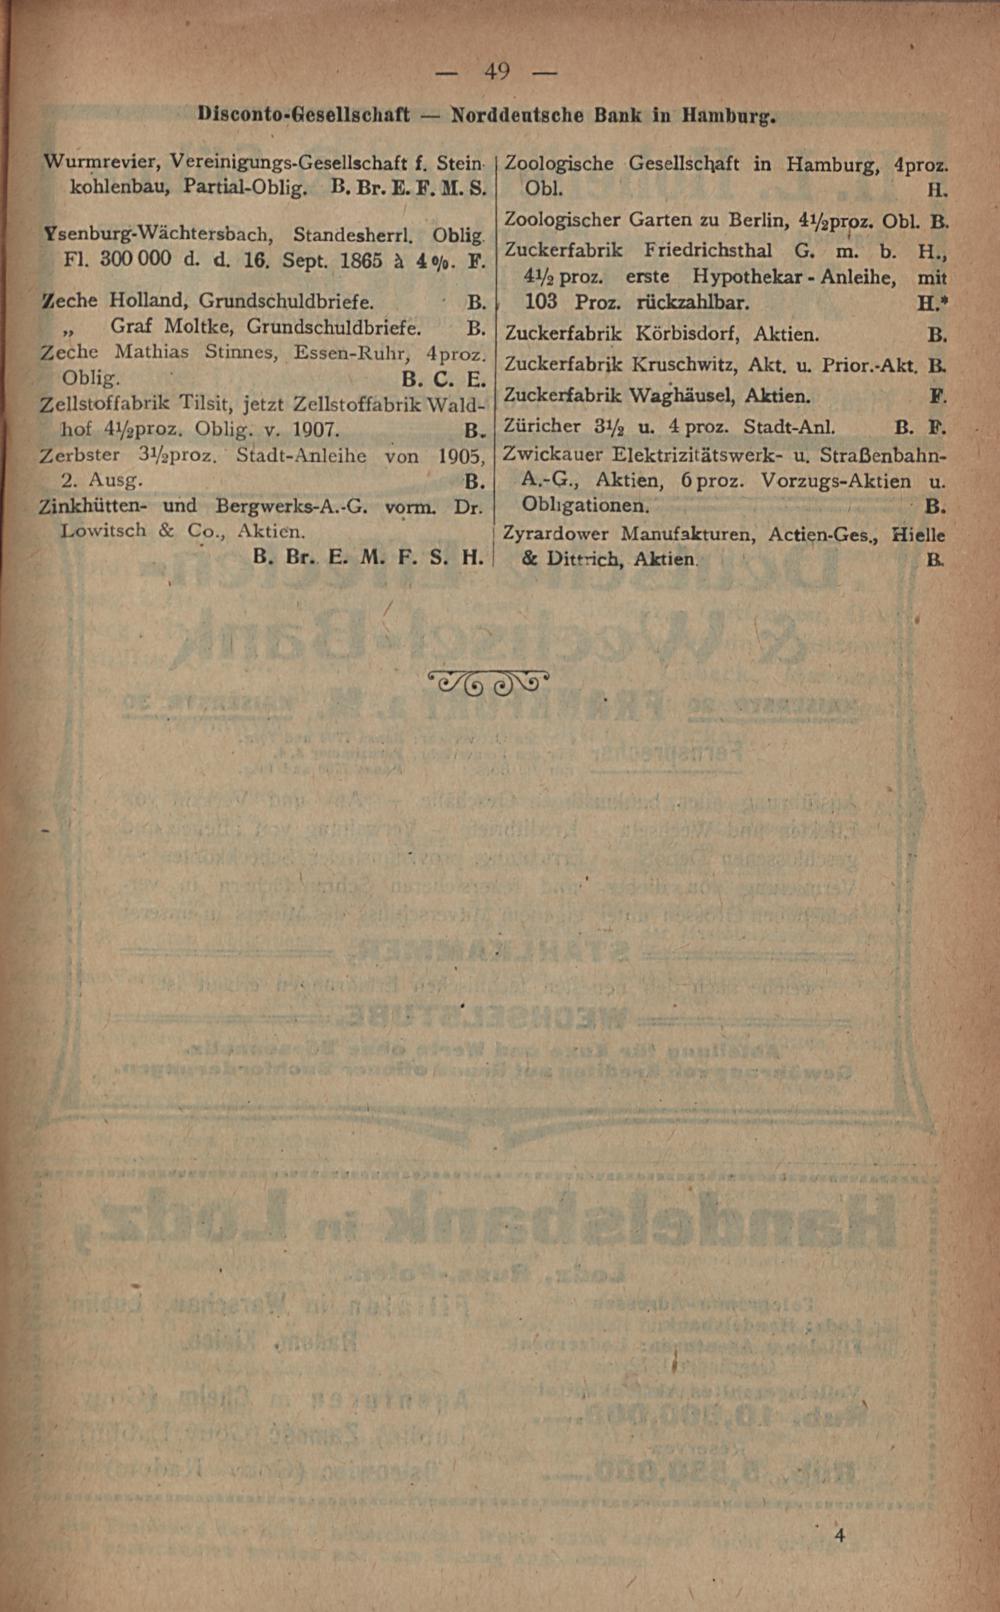 — 49 —
Disconto-Gesellschaft — Norddeutsche Bank in Hamburg.
Wurmrevier, Vereinigungs-Gesellschaft f. Stein-
kohlenbau, Partial-Oblig. B. Br. E. F. M. S.
Ysenburg-Wächtersbach, Standesherrl. Oblig.
Fl. 300 000 d. d. 16. Sept. 1865 à 4%. F.
Zeche Holland, Grundschuldbriefe. B.
„ Graf Moltke, Grundschuldbriefe. B.
Zeche Mathias Stinnes, Essen-Ruhr, 4proz.
Oblig. B. C. E.
Zellstoffabrik Tilsit, jetzt Zellstoffabrik Wald-
hof 4½proz. Oblig. v. 1907. B.
Zerbster 3½proz. Stadt-Anleihe von 1905,
2. Ausg. B.
Zinkhütten- und Bergwerks-A.-G. vorm. Dr.
Lowitsch & Co., Aktien.
B. Br. E. M. F. S. H.
Zoologische Gesellschaft in Hamburg, 4proz.
Obl. H.
Zoologischer Garten zu Berlin, 4½proz. Obl. B.
Zuckerfabrik Friedrichsthal G. m. b. H.,
4½ proz. erste Hypothekar-Anleihe, mit
103 Proz. rückzahlbar. H.*
Zuckerfabrik Körbisdorf, Aktien. B.
Zuckerfabrik Kruschwitz, Akt. u. Prior.-Akt. B.
Zuckerfabrik Waghäusel, Aktien. F.
Züricher 3½ u. 4 proz. Stadt-Anl. B. F.
Zwickauer Elektrizitätswerk- u. Straßenbahn-
A.-G., Aktien, 6proz. Vorzugs-Aktien u.
Obligationen. B.
Zyrardower Manufakturen, Actien-Ges., Hielle
& Dittrich, Aktien. B.
4